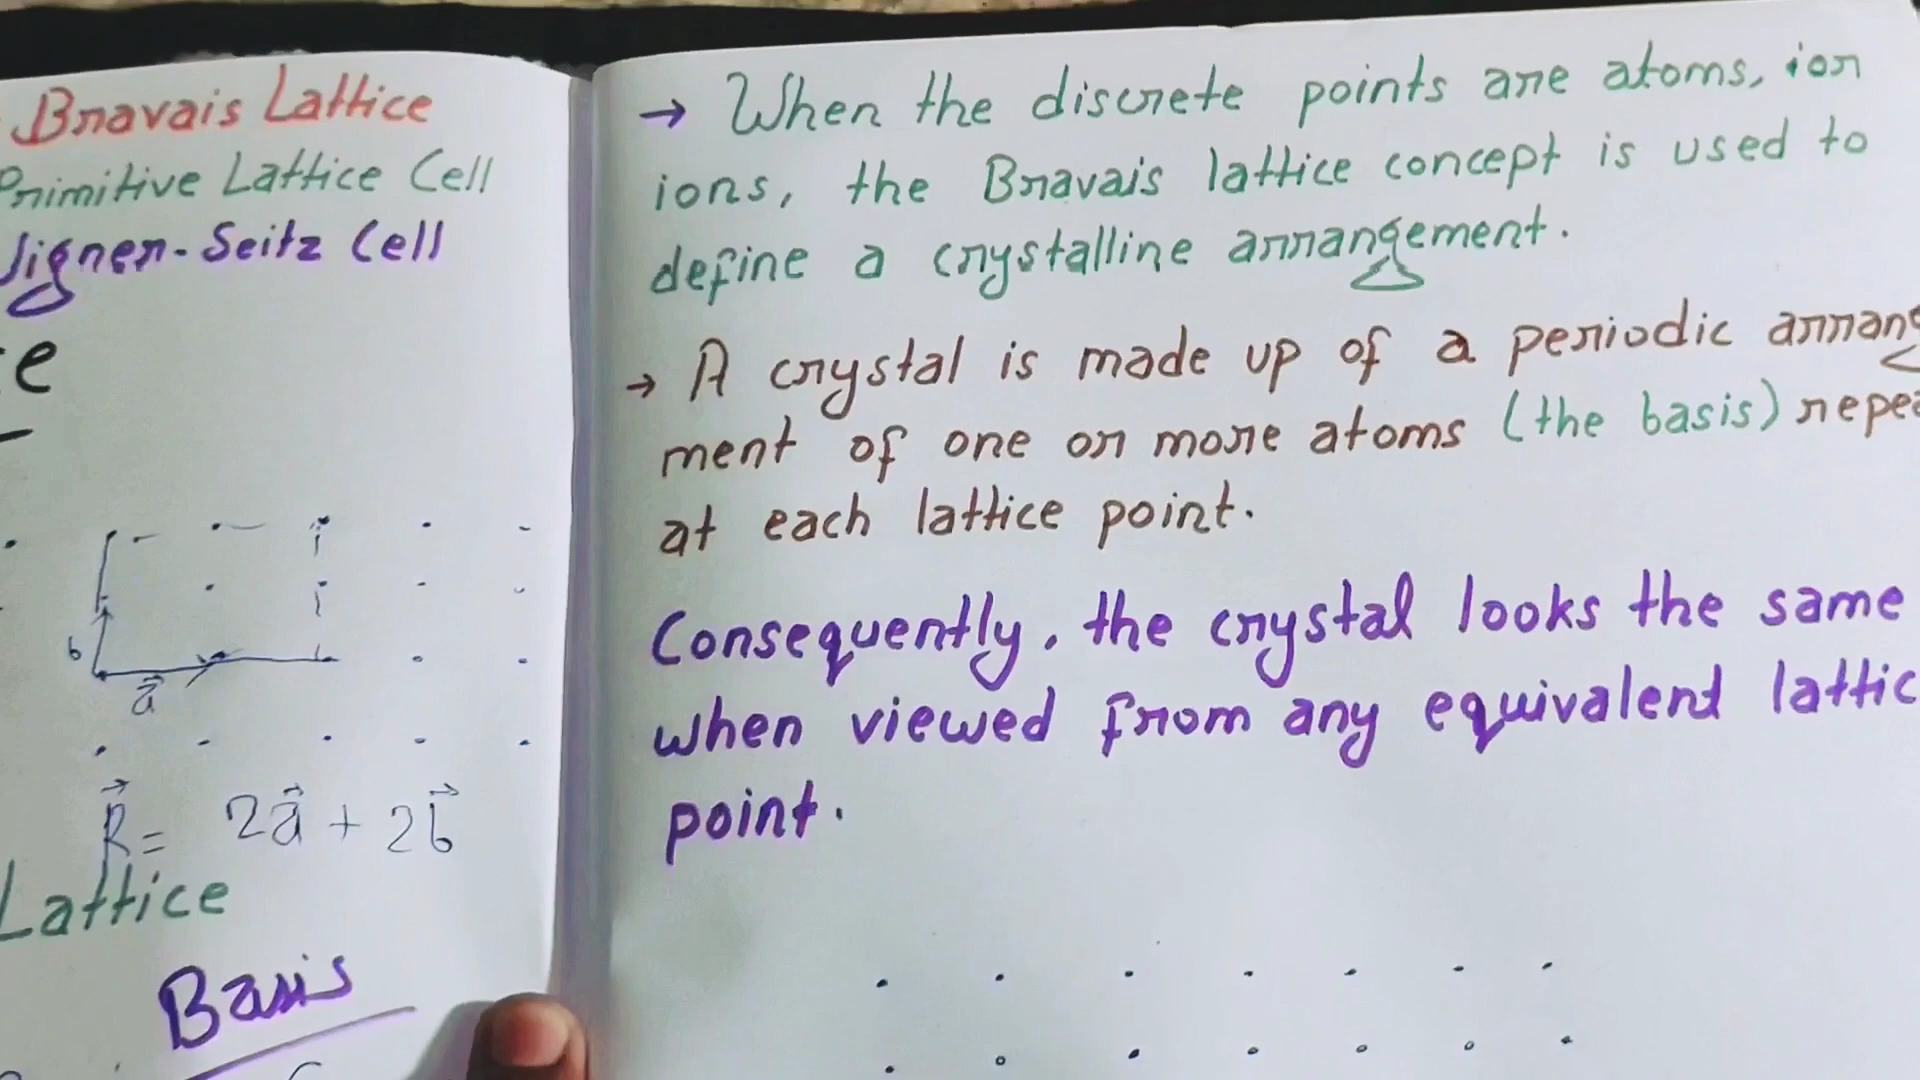 Bravais Lattice
Primitive Lattice Cell
Wigner-Seitz Cell
ce
b
a⃗
R⃗ = 2a⃗ + 2b⃗
Lattice
Basis
→ When the discrete points are atoms, ion
ions, the Bravais lattice concept is used to
define a crystalline arrangement.
→ A crystal is made up of a periodic arrang
ment of one or more atoms (the basis) repea
at each lattice point.
Consequently, the crystal looks the same
when viewed from any equivalent lattic
point.